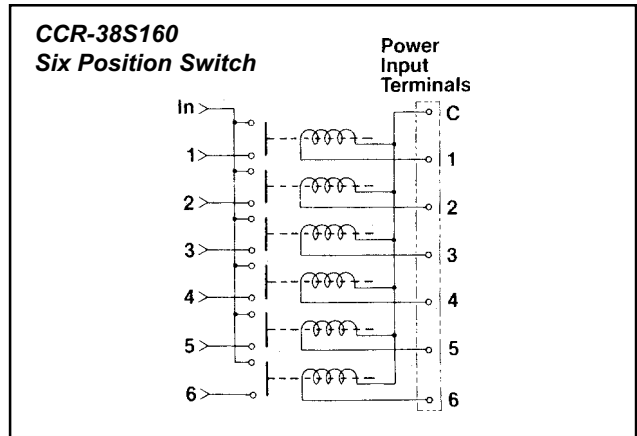 CCR-38S160
Six Position Switch
Power
Input
Terminals
In
C
1
1
2
2
3
3
4
4
5
5
6
6